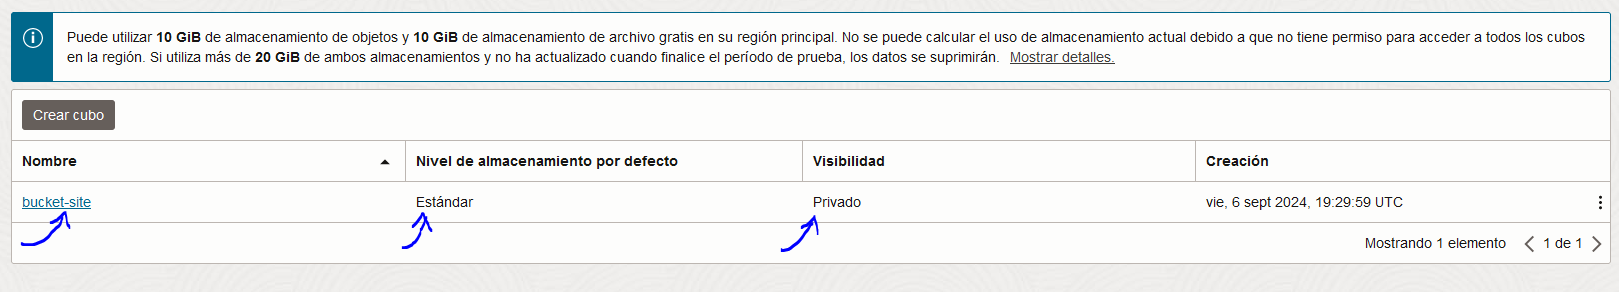 Puede utilizar 10 GiB de almacenamiento de objetos y 10 GiB de almacenamiento de archivo gratis en su región principal. No se puede calcular el uso de almacenamiento actual debido a que no tiene permiso para acceder a todos los cubos
en la región. Si utiliza más de 20 GiB de ambos almacenamientos y no ha actualizado cuando finalice el período de prueba, los datos se suprimirán. Mostrar detalles.
Crear cubo
Nombre Nivel de almacenamiento por defecto Visibilidad Creación
bucket-site Estándar Privado vie, 6 sept 2024, 19:29:59 UTC
Mostrando 1 elemento 1 de 1